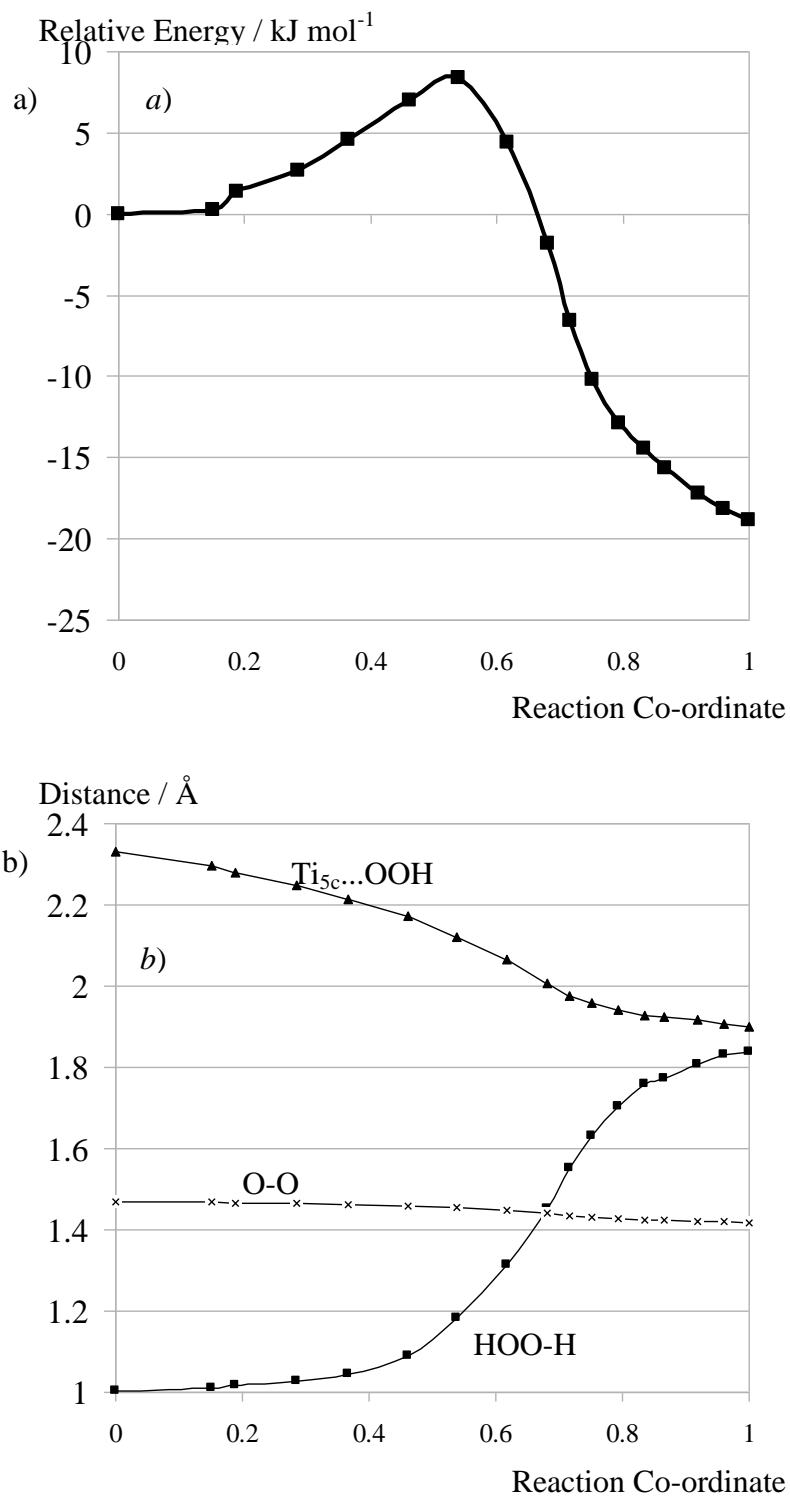 Relative Energy / kJ mol-1
10
a) a)
5
0
-5
-10
-15
-20
-25
0 0.2 0.4 0.6 0.8 1
Reaction Co-ordinate
Distance / Å
2.4
b)
Ti5c...OOH
2.2
b)
2
1.8
1.6
O-O
1.4
1.2
HOO-H
1
0 0.2 0.4 0.6 0.8 1
Reaction Co-ordinate